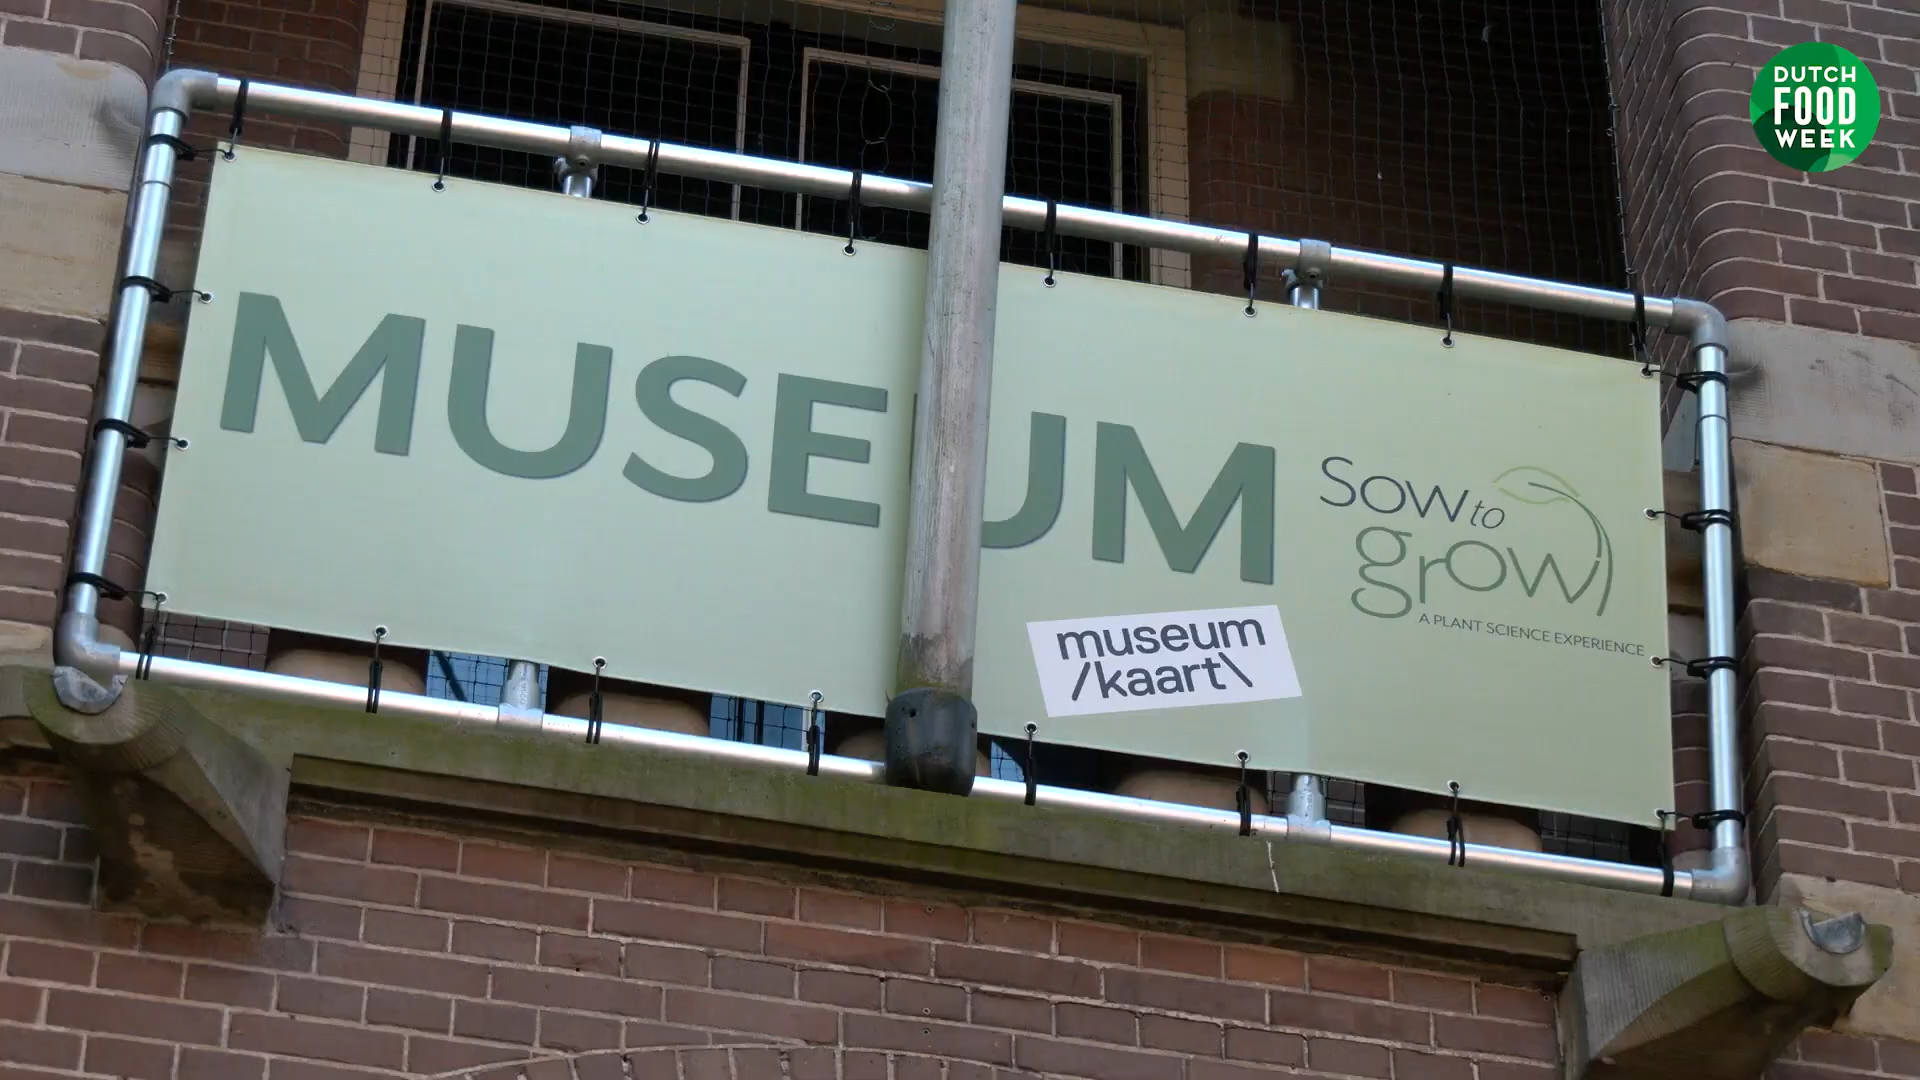 DUTCH
FOOD
WEEK
MUSEUM
Sow to
grow
A PLANT SCIENCE EXPERIENCE
museum
/kaart\